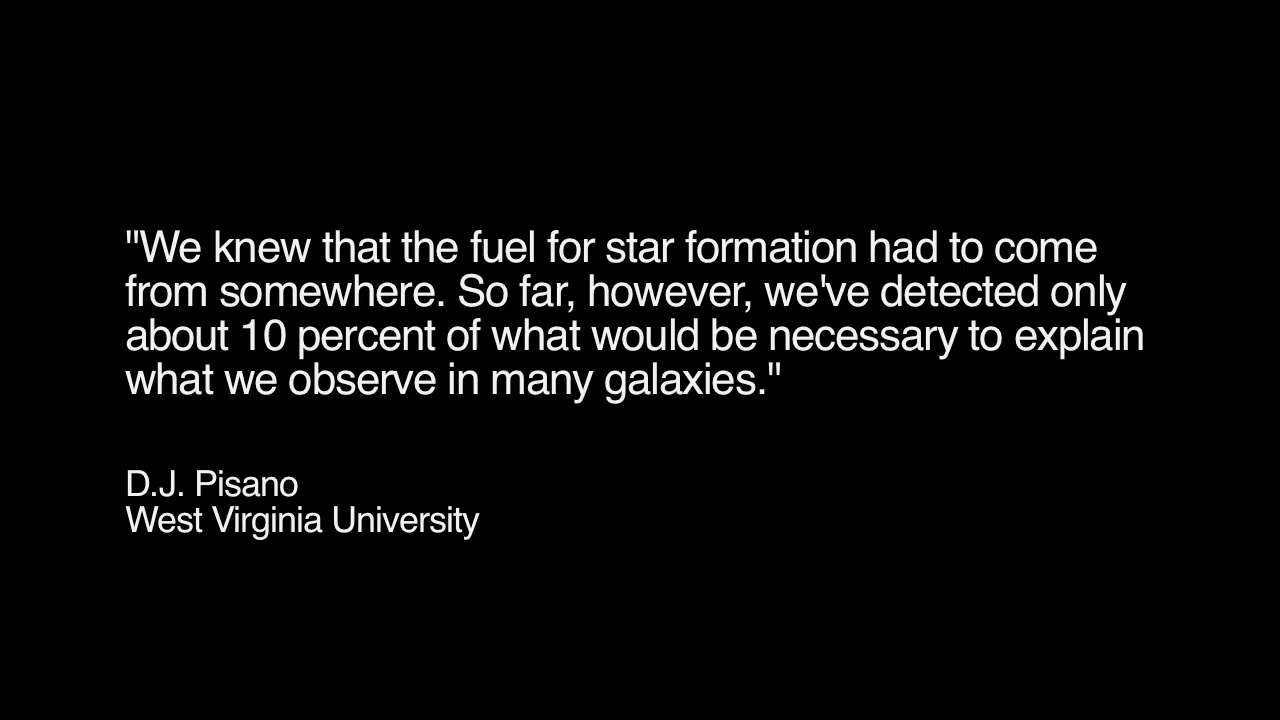 "We knew that the fuel for star formation had to come
from somewhere. So far, however, we've detected only
about 10 percent of what would be necessary to explain
what we observe in many galaxies."
D.J. Pisano
West Virginia University